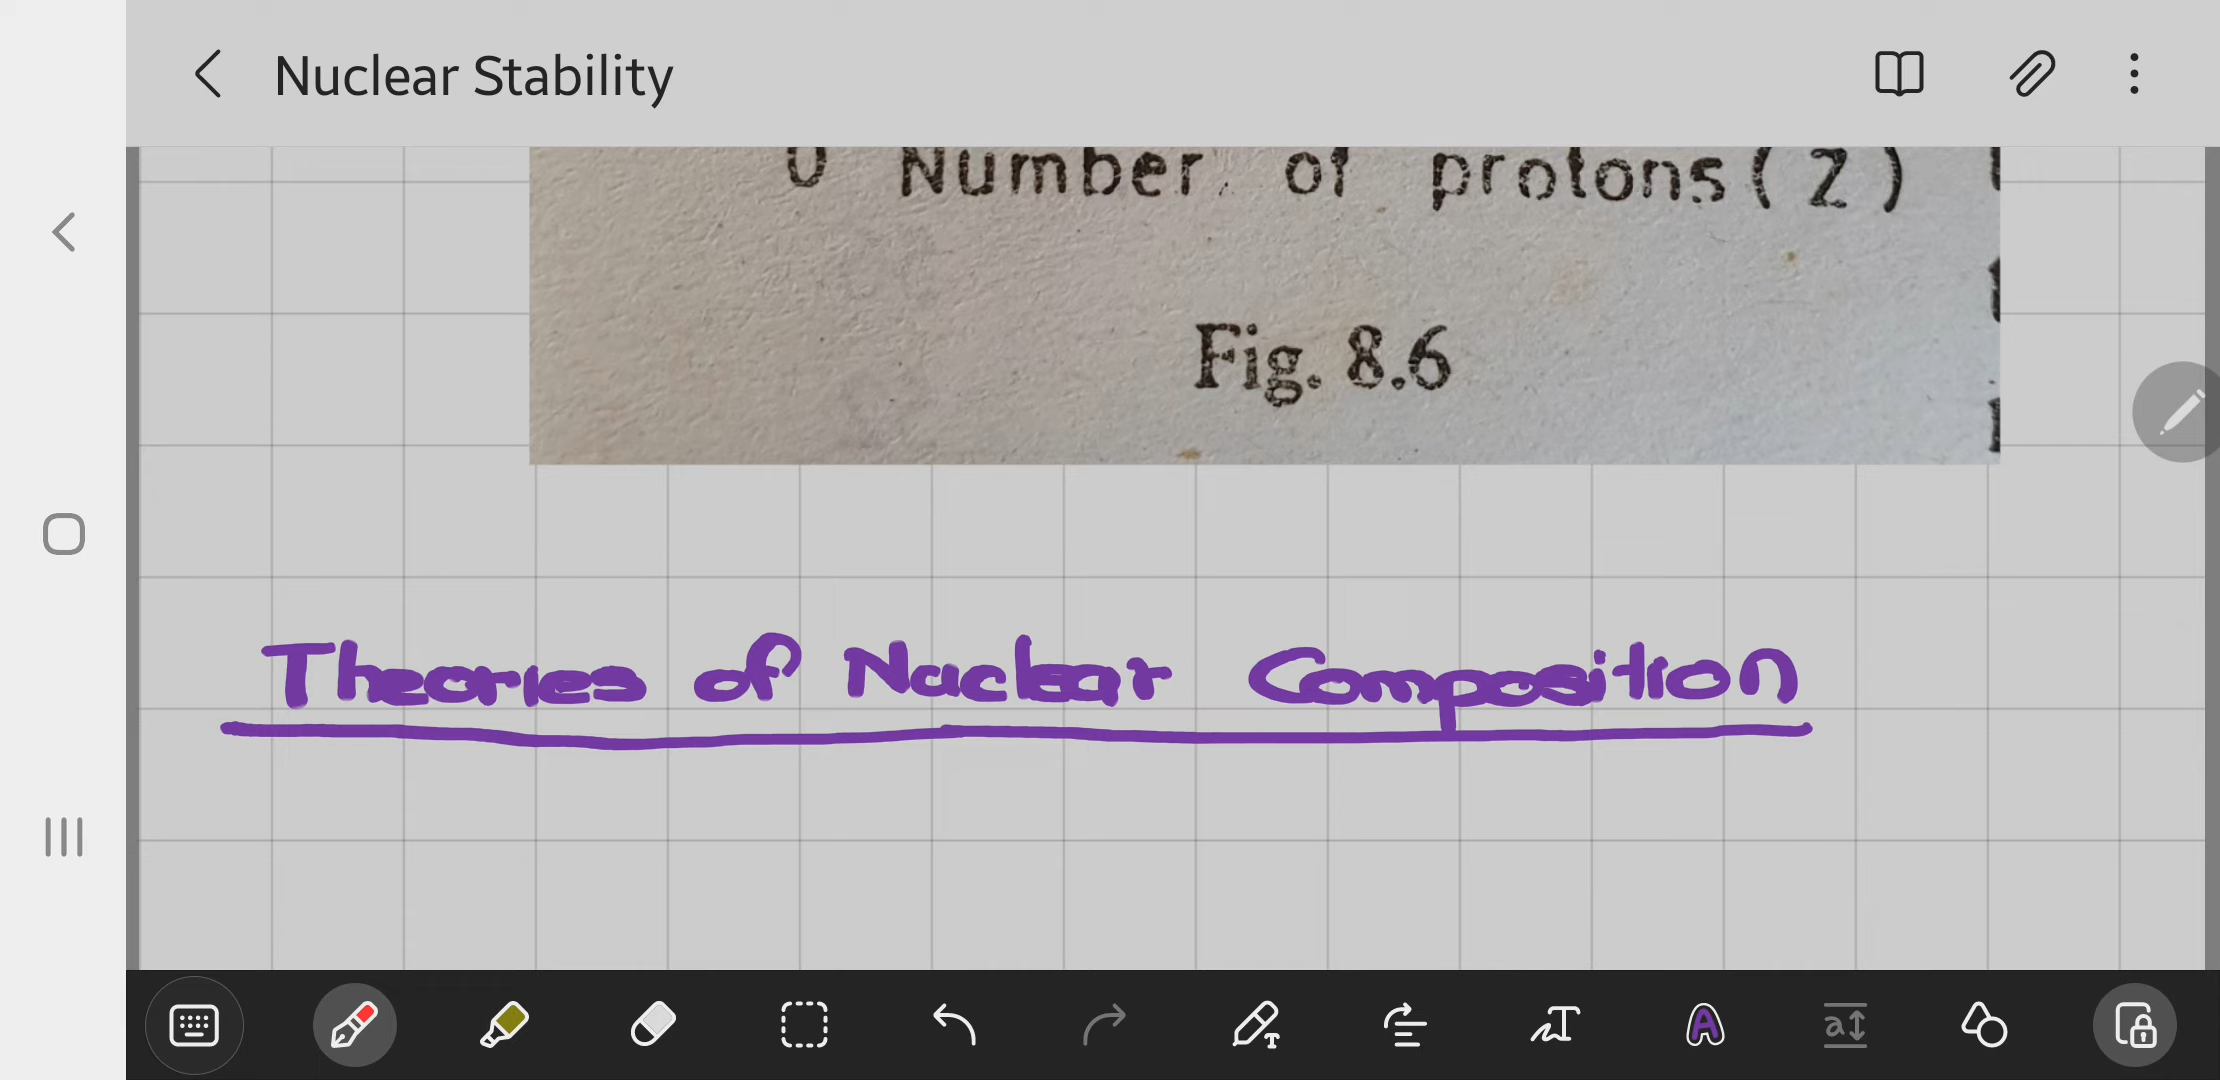 Nuclear Stability
0 Number of protons(Z)
Fig. 8.6
Theories of Nuclear Composition